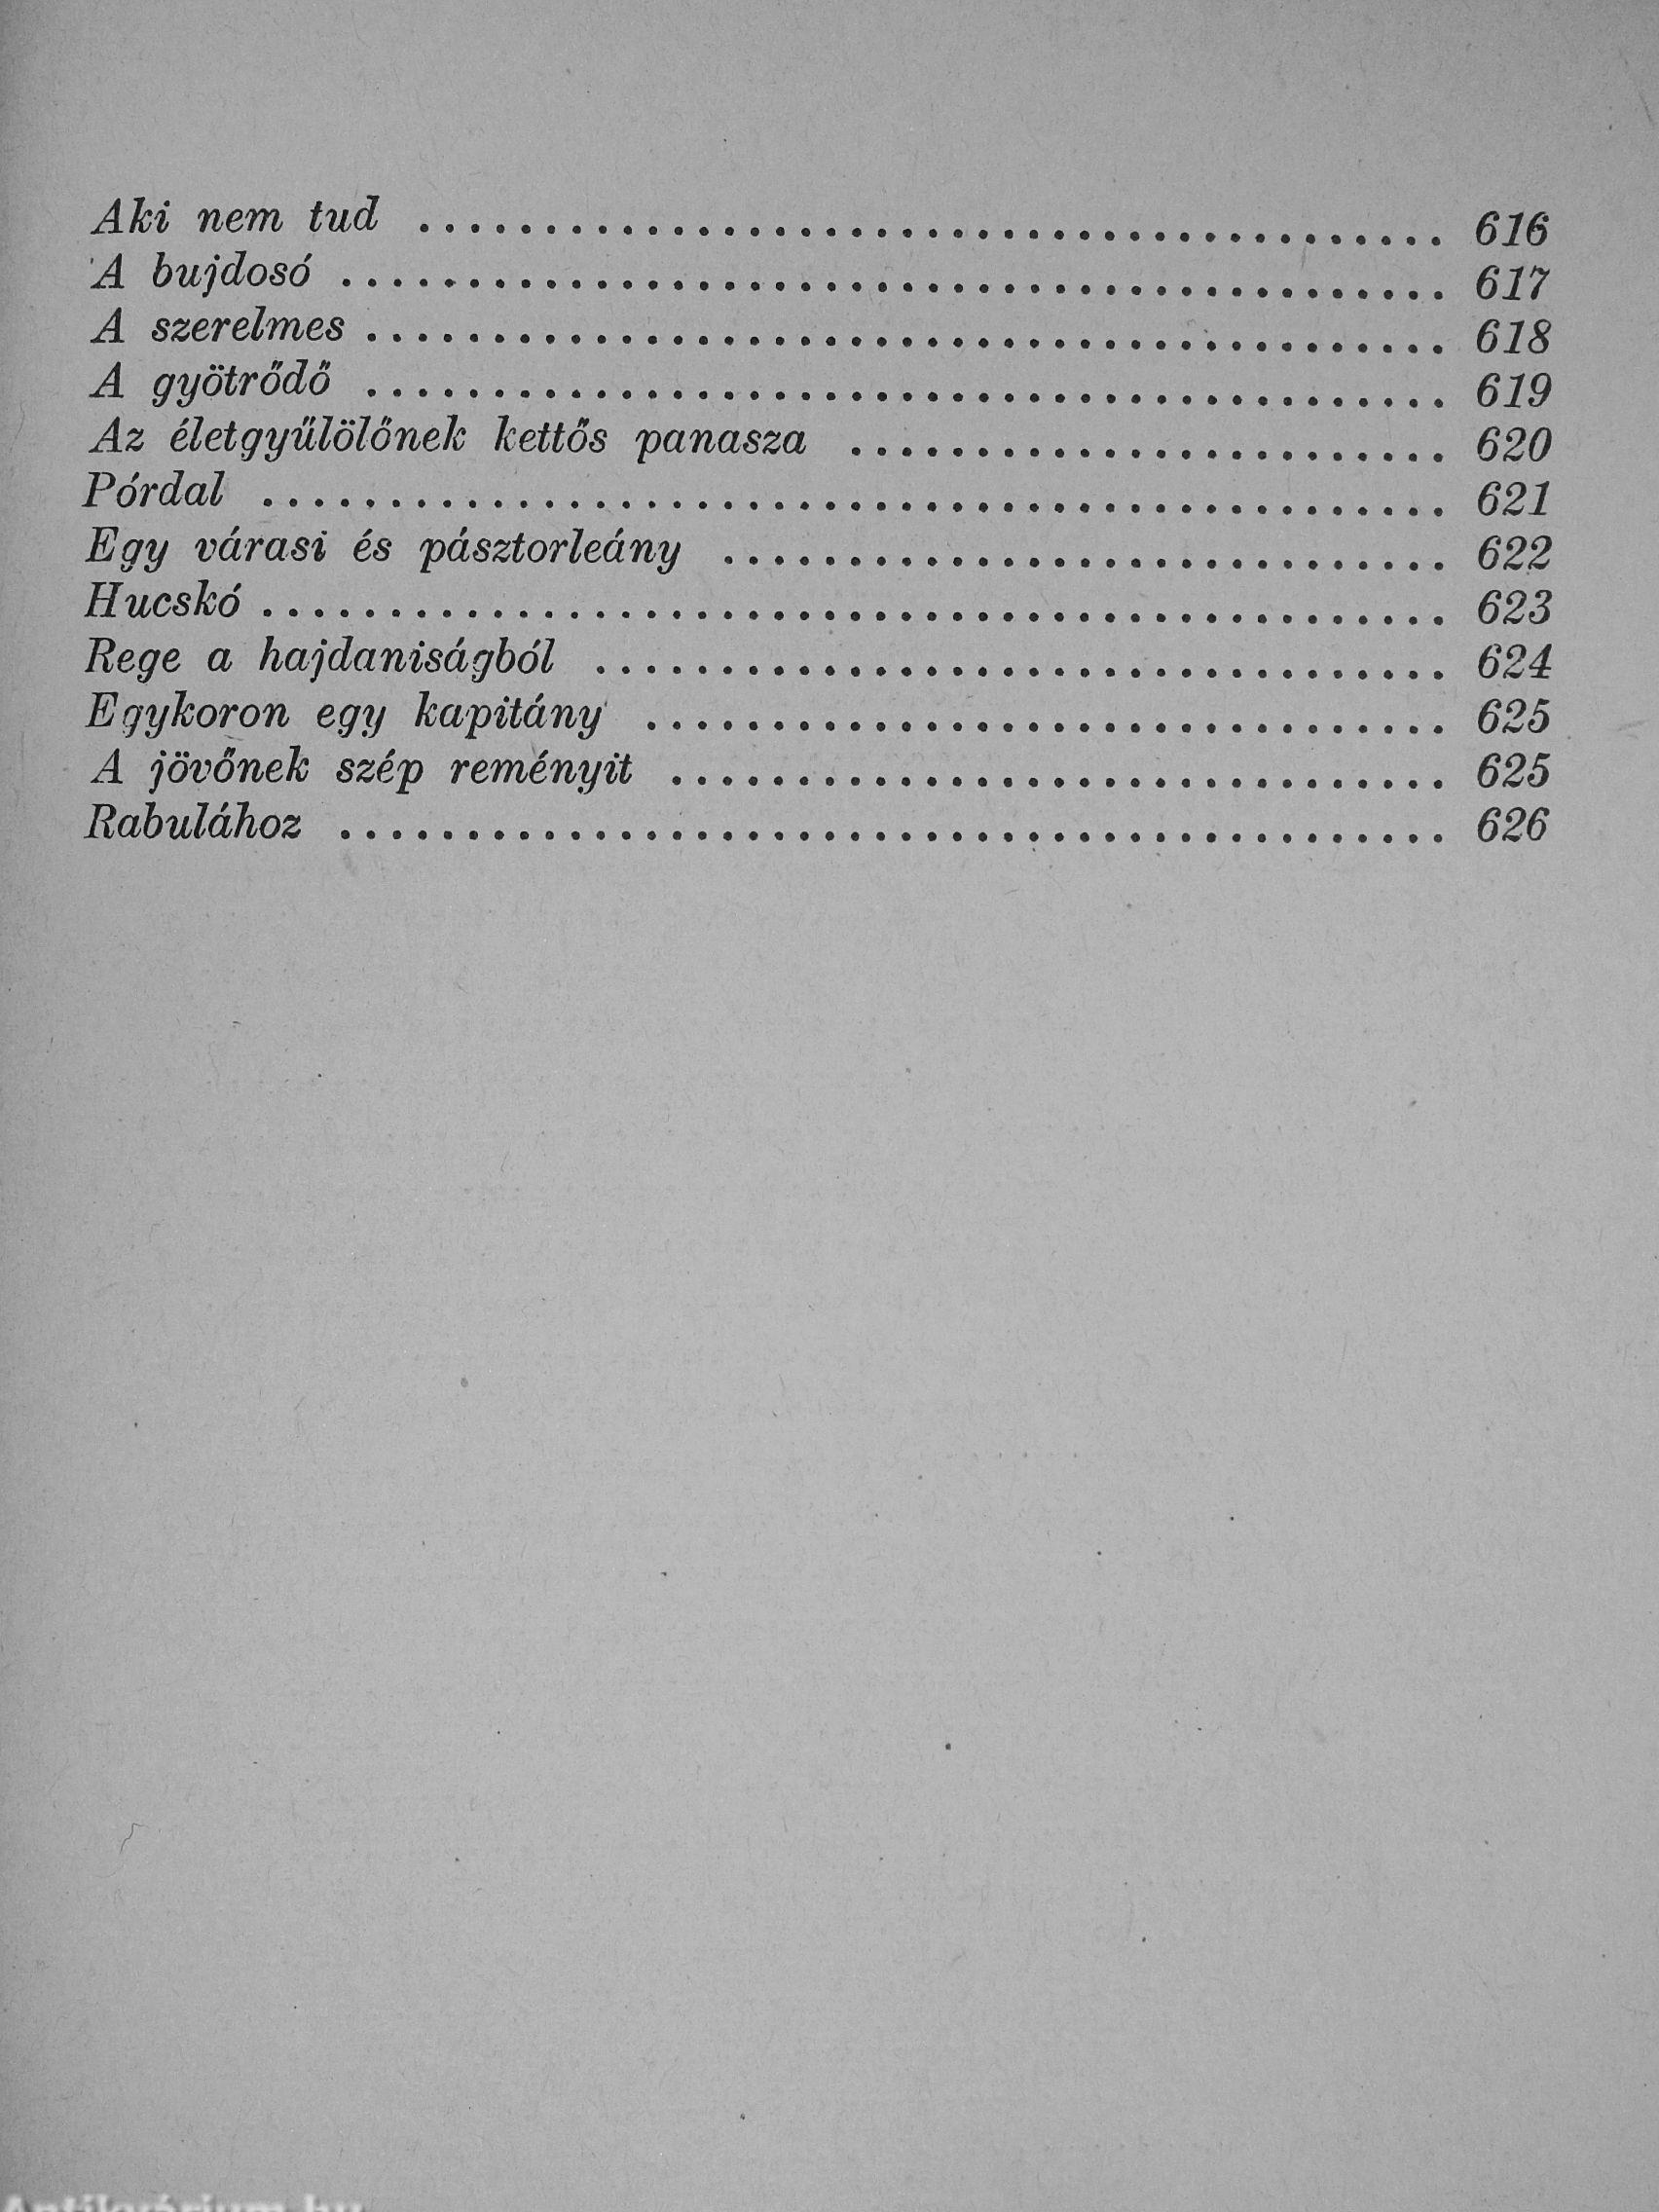 Aki nem tud ........................................ 616
A bujdosó ........................................... 617
A szerelmes .......................................... 618
A gyötrődő .......................................... 619
Az életgyűlölőnek kettős panasza ........................ 620
Pórdal ............................................... 621
Egy várasi és pásztorleány ............................. 622
Hucskó ............................................... 623
Rege a hajdaniságból .................................. 624
Egykoron egy kapitány ................................ 625
A jövőnek szép reményit ............................... 625
Rabulához ............................................ 626